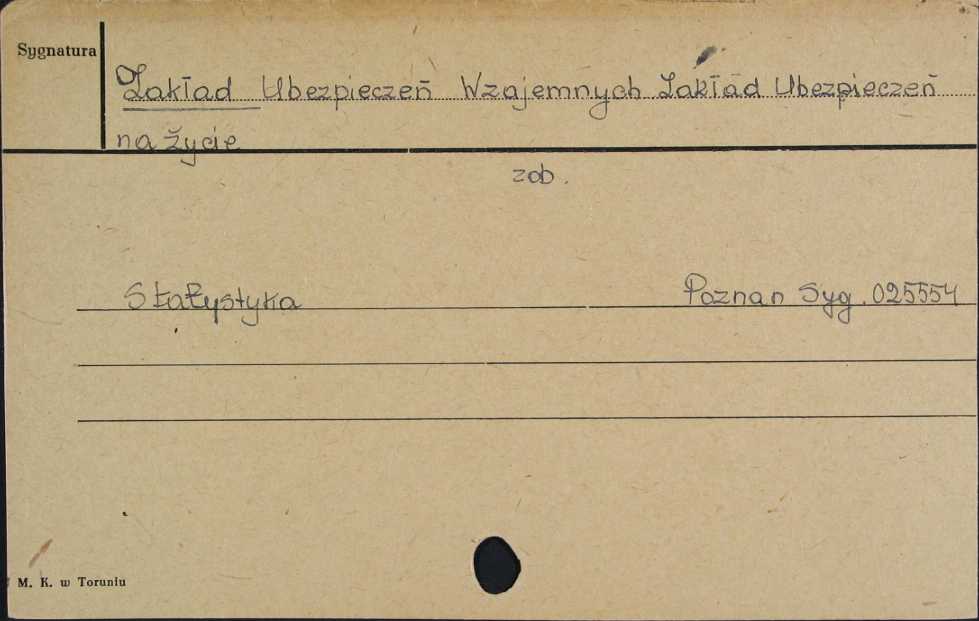 Sygnatura
Zakład Ubezpieczeń Wzajemnych Zakład Ubezpieczeń
na życie
zob.
Statystyka Poznan Syg. 025554
M. K. w Toruniu